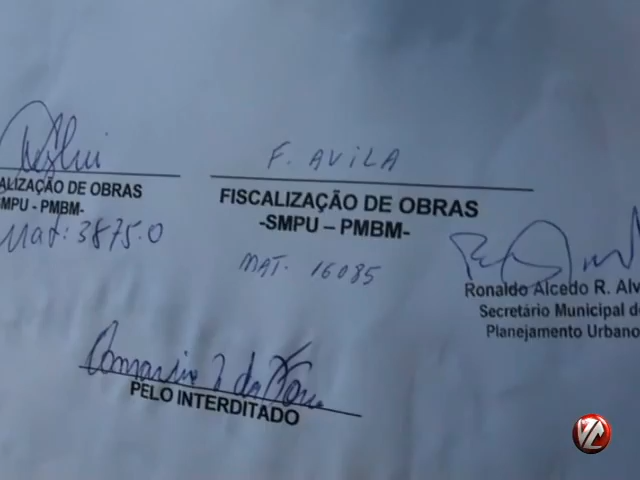 ALIZAÇÃO DE OBRAS
SMPU - PMBM-
Mat: 3875.0
F. AVILA
FISCALIZAÇÃO DE OBRAS
-SMPU – PMBM-
MAT. 16085
Ronaldo Alcedo R. Alv
Secretário Municipal d
Planejamento Urbano
PELO INTERDITADO